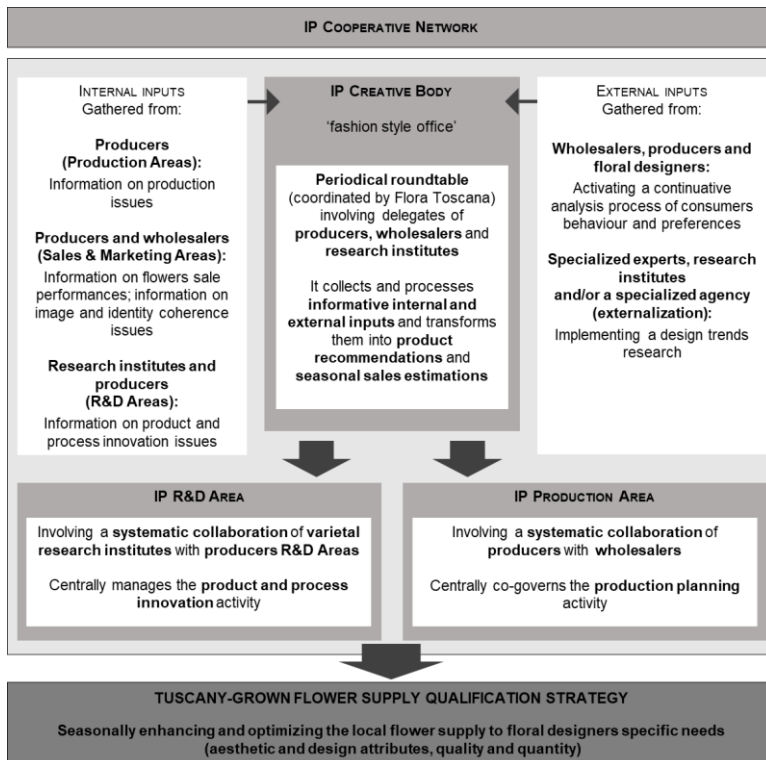 IP COOPERATIVE NETWORK
INTERNAL INPUTS
Gathered from:
Producers
(Production Areas):
Information on production
issues
Producers and wholesalers
(Sales & Marketing Areas):
Information on flowers sale
performances; information on
image and identity coherence
issues
Research institutes and
producers
(R&D Areas):
Information on product and
process innovation issues
IP CREATIVE BODY
'fashion style office'
Periodical roundtable
(coordinated by Flora Toscana)
involving delegates of
producers, wholesalers and
research institutes
It collects and processes
informative internal and
external inputs and transforms
them into product
recommendations and
seasonal sales estimations
EXTERNAL INPUTS
Gathered from:
Wholesalers, producers and
floral designers:
Activating a continuative
analysis process of consumers
behaviour and preferences
Specialized experts, research
institutes
and/or a specialized agency
(externalization):
Implementing a design trends
research
IP R&D AREA
Involving a systematic collaboration of varietal
research institutes with producers R&D Areas
Centrally manages the product and process
innovation activity
IP PRODUCTION AREA
Involving a systematic collaboration of
producers with wholesalers
Centrally co-governs the production planning
activity
TUSCANY-GROWN FLOWER SUPPLY QUALIFICATION STRATEGY
Seasonally enhancing and optimizing the local flower supply to floral designers specific needs
(aesthetic and design attributes, quality and quantity)